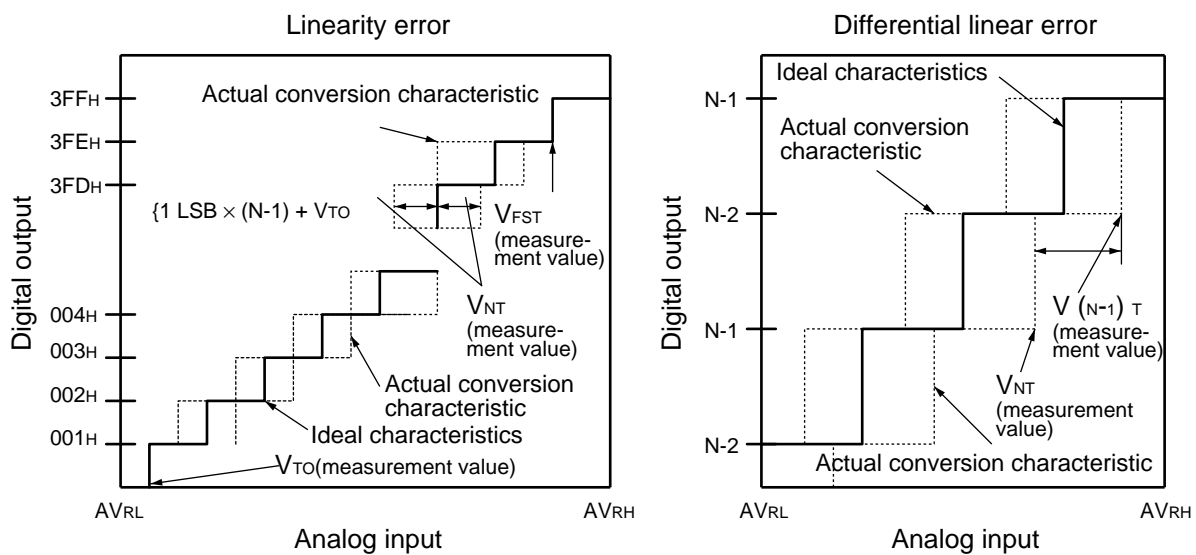 Linearity error
3FFH
3FEH
3FDH
004H
003H
002H
001H
Digital output
Actual conversion characteristic
{1 LSB × (N-1) + VTO
VFST
(measure-
ment value)
VNT
(measure-
ment value)
Actual conversion
characteristic
Ideal characteristics
VTO(measurement value)
AVRL
AVRH
Analog input
Differential linear error
N-1
N-2
N-1
N-2
Digital output
Ideal characteristics
Actual conversion
characteristic
V (N-1) T
(measure-
ment value)
VNT
(measurement
value)
Actual conversion characteristic
AVRL
AVRH
Analog input